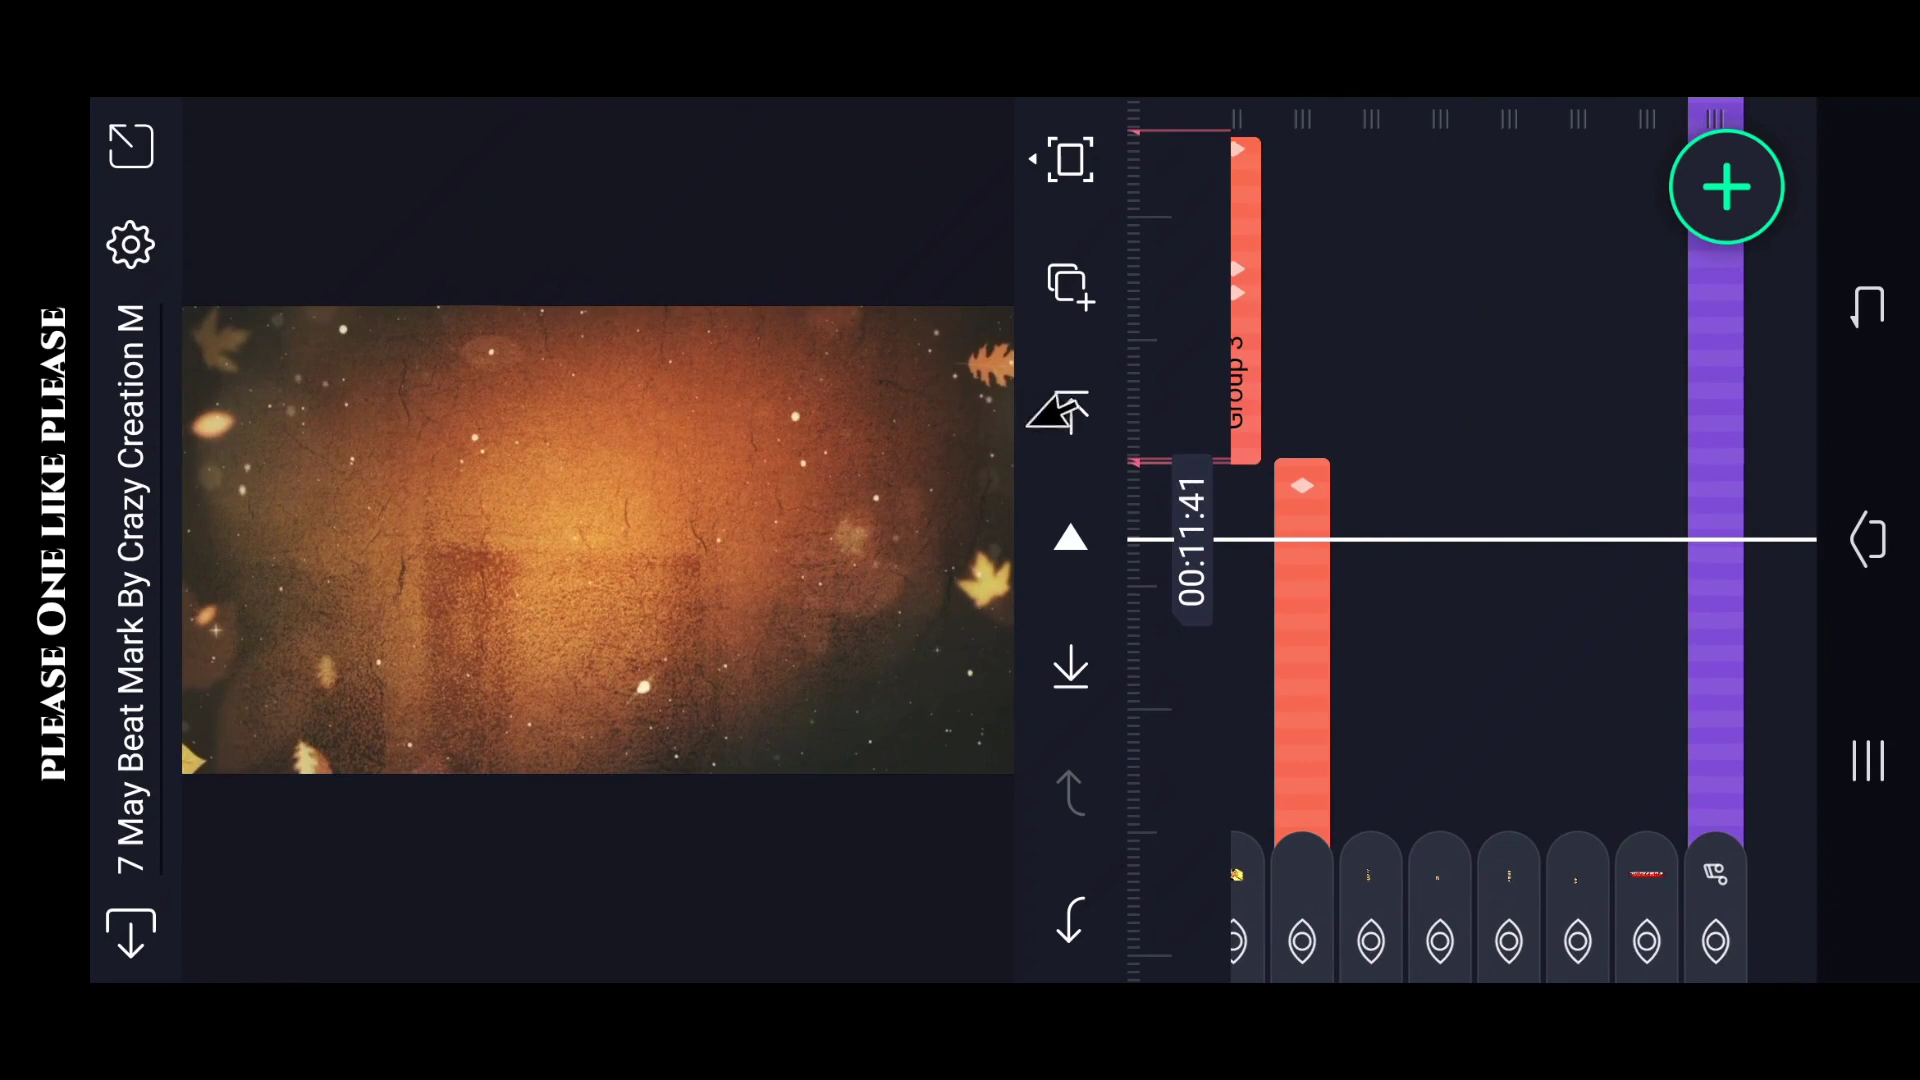 PLEASE ONE LIKE PLEASE
7 May Beat Mark By Crazy Creation M
00:11:41
Group 3